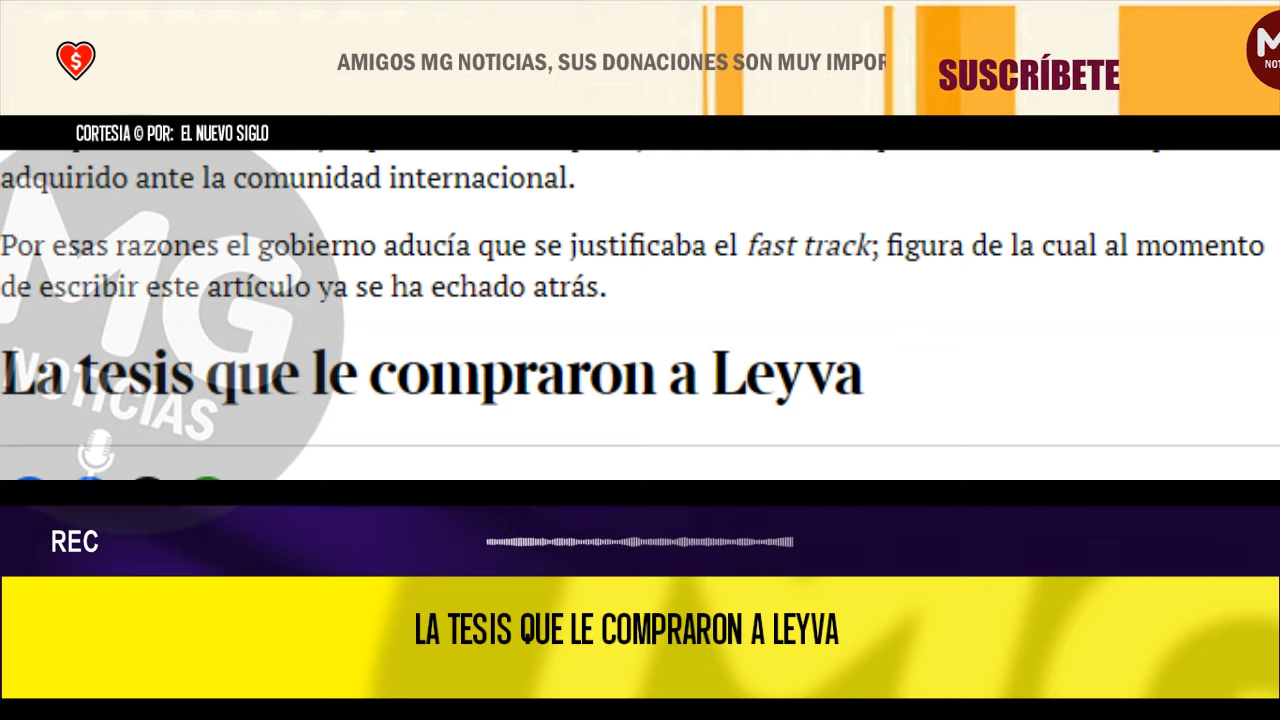 AMIGOS MG NOTICIAS, SUS DONACIONES SON MUY IMPOR
SUSCRÍBETE
CORTESIA © POR: EL NUEVO SIGLO
adquirido ante la comunidad internacional.
Por esas razones el gobierno aducía que se justificaba el fast track; figura de la cual al momento
de escribir este artículo ya se ha echado atrás.
La tesis que le compraron a Leyva
MG
NOTICIAS
REC
LA TESIS QUE LE COMPRARON A LEYVA